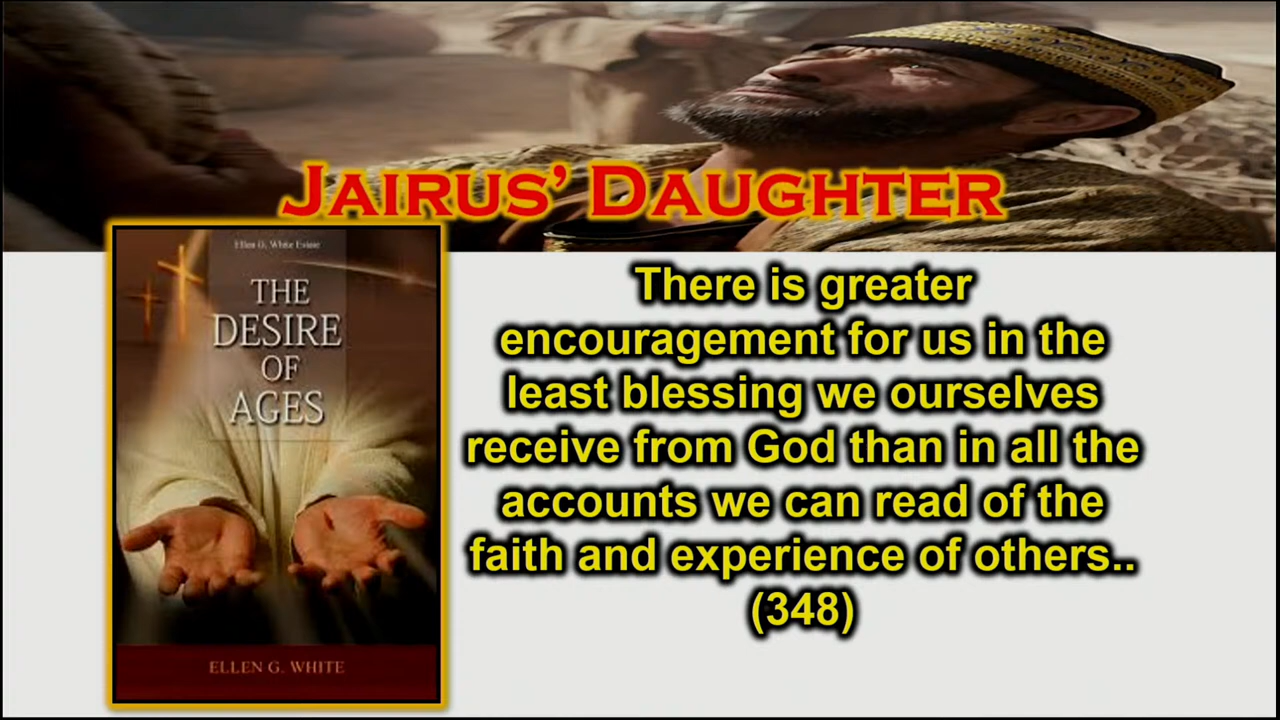 JAIRUS’ DAUGHTER
Ellen G. White Estate
THE
DESIRE
OF
AGES
ELLEN G. WHITE
There is greater
encouragement for us in the
least blessing we ourselves
receive from God than in all the
accounts we can read of the
faith and experience of others..
(348)